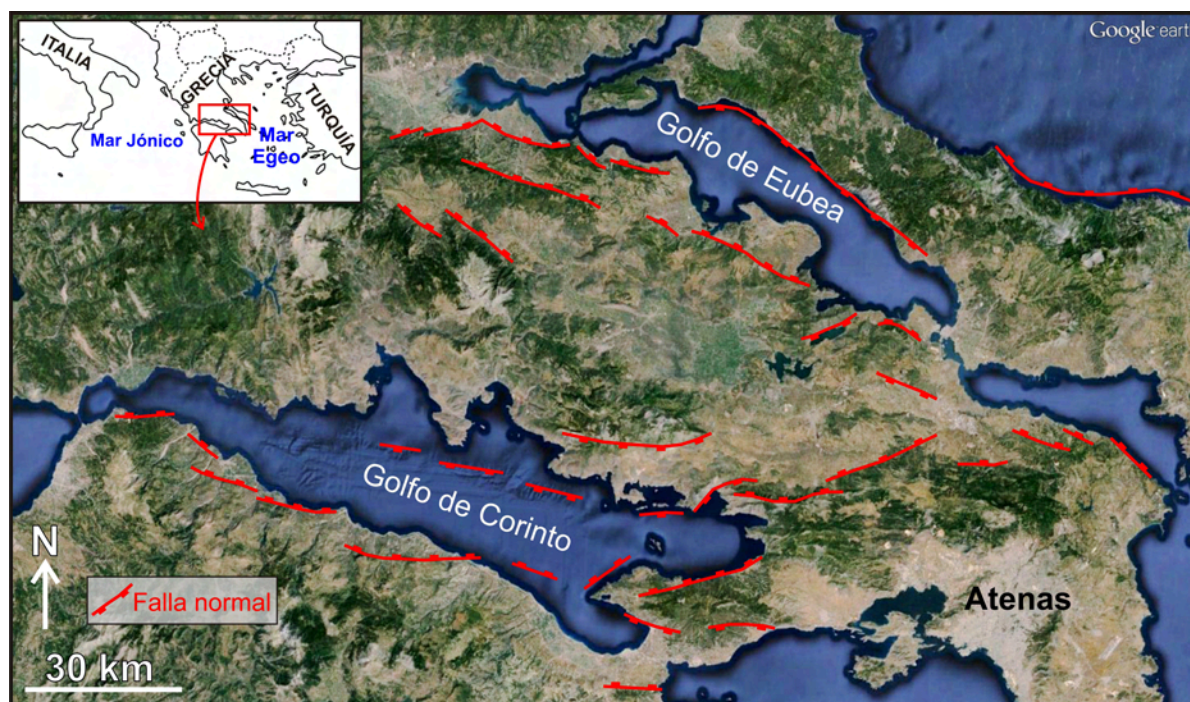 Google eart
ITALIA
GRECIA
TURQUÍA
Mar Jónico
Mar
Egeo
Golfo de Eubea
Golfo de Corinto
N
Falla normal
Atenas
30 km